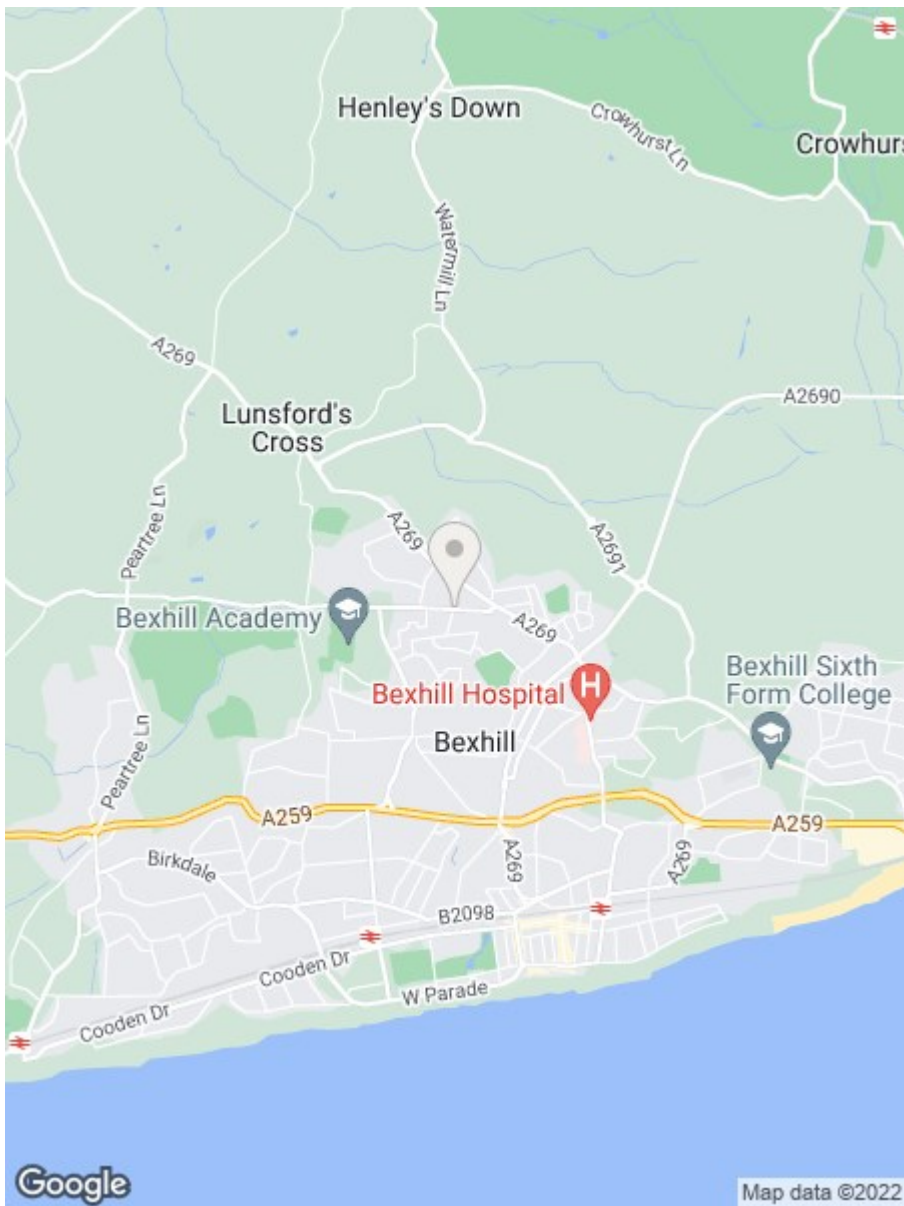 Henley's Down
Crowhurst Ln
Crowhurs
Watermill Ln
A269
A2690
Lunsford's
Cross
Peartree Ln
A269
A2691
Bexhill Academy
A269
Bexhill Sixth
Form College
Bexhill Hospital
H
Bexhill
Peartree Ln
A259
A259
Birkdale
A269
A269
B2098
Cooden Dr
W Parade
Cooden Dr
Google
Map data ©2022